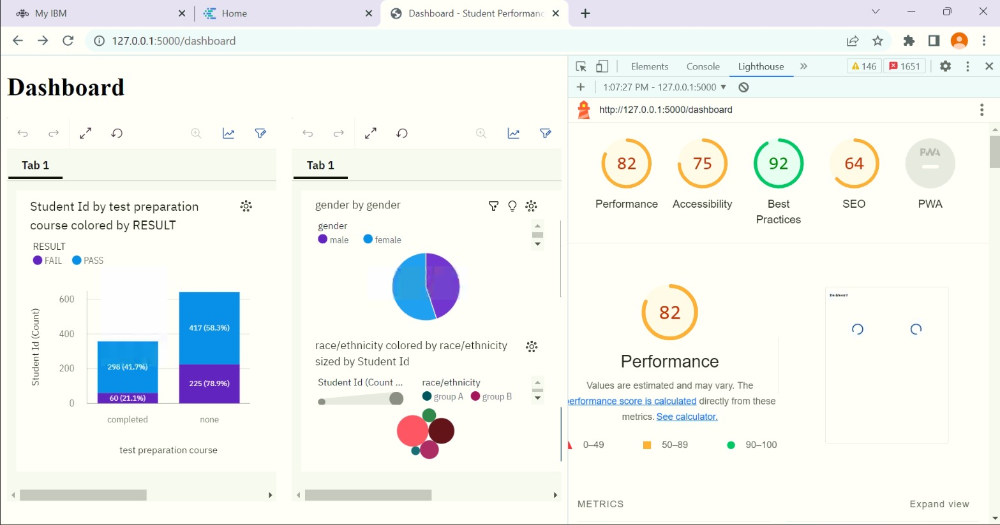 My IBM
Home
Dashboard - Student Performanc
127.0.0.1:5000/dashboard
Dashboard
Tab 1
Student Id by test preparation
course colored by RESULT
RESULT
FAIL PASS
Student Id (Count)
600
400
200
0
417 (58.3%)
298 (41.7%)
225 (78.9%)
60 (21.1%)
completed none
test preparation course
Tab 1
gender by gender
gender
male female
race/ethnicity colored by race/ethnicity
sized by Student Id
Student Id (Count ... race/ethnicity
group A group B
Elements Console Lighthouse 146 1651
1:07:27 PM - 127.0.0.1:5000
http://127.0.0.1:5000/dashboard
82 75 92 64 PWA
Performance Accessibility Best Practices SEO PWA
82
Performance
Values are estimated and may vary. The
erformance score is calculated directly from these
metrics. See calculator.
0–49 50–89 90–100
Dashboard
METRICS Expand view